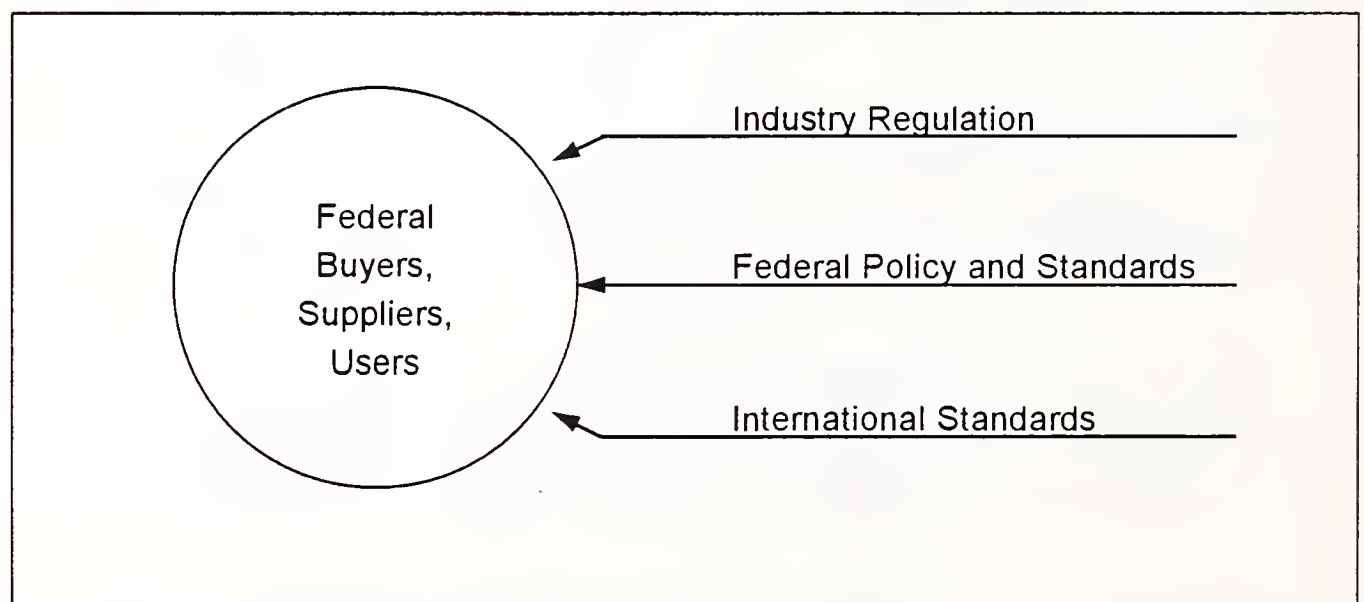 Industry Regulation
Federal
Buyers,
Suppliers,
Users
Federal Policy and Standards
International Standards